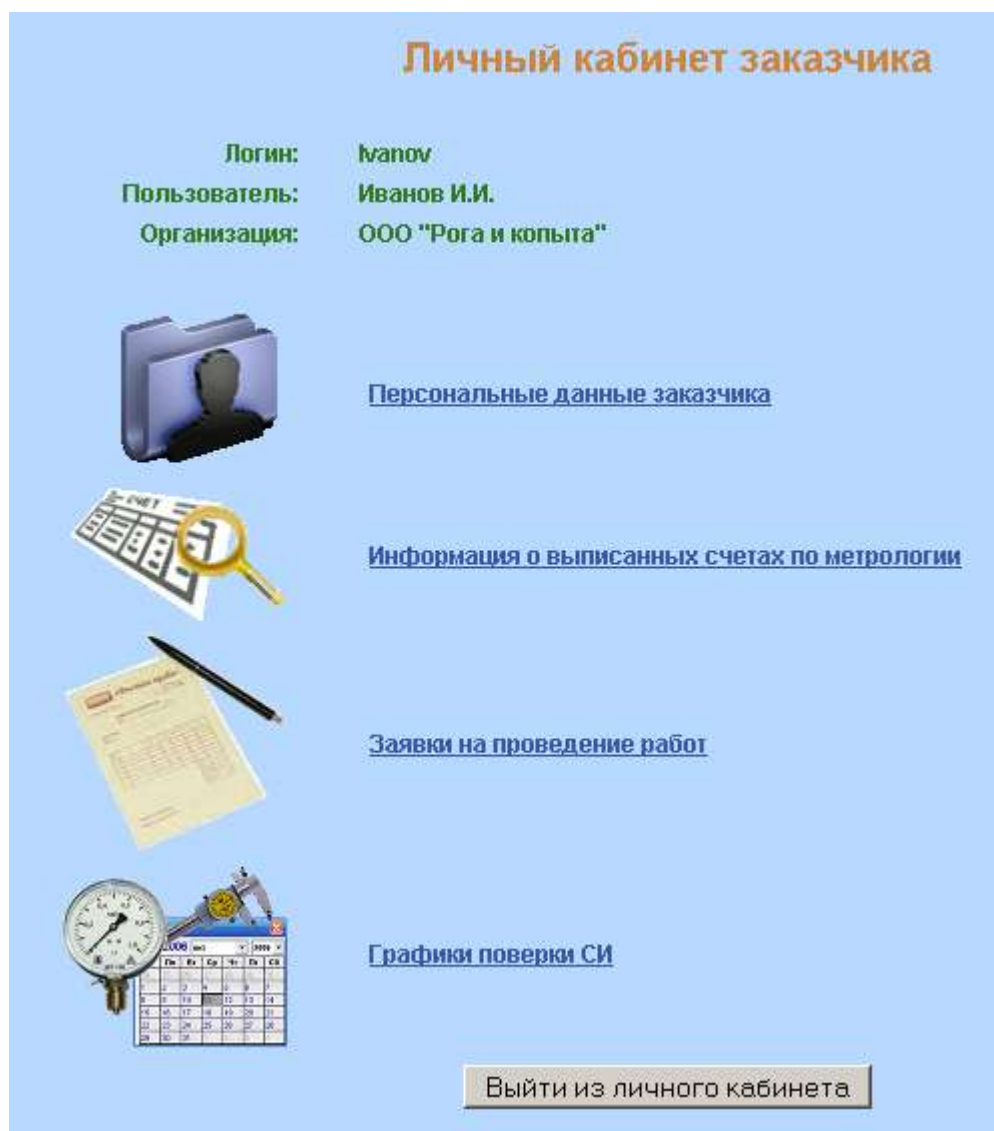 Личный кабинет заказчика
Логин: Ivanov
Пользователь: Иванов И.И.
Организация: ООО "Рога и копыта"
Персональные данные заказчика
СЧЕТ
Информация о выписанных счетах по метрологии
Заявки на проведение работ
Графики поверки СИ
Выйти из личного кабинета